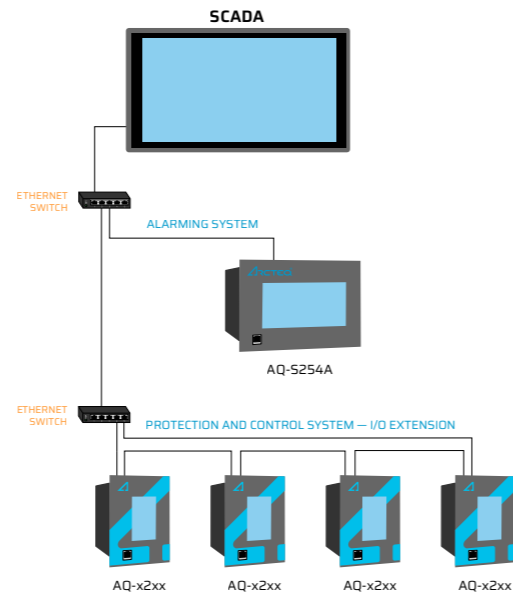 SCADA
ETHERNET
SWITCH
ALARMING SYSTEM
ARCTEQ
AQ-S254A
ETHERNET
SWITCH
PROTECTION AND CONTROL SYSTEM — I/O EXTENSION
AQ-x2xx
AQ-x2xx
AQ-x2xx
AQ-x2xx